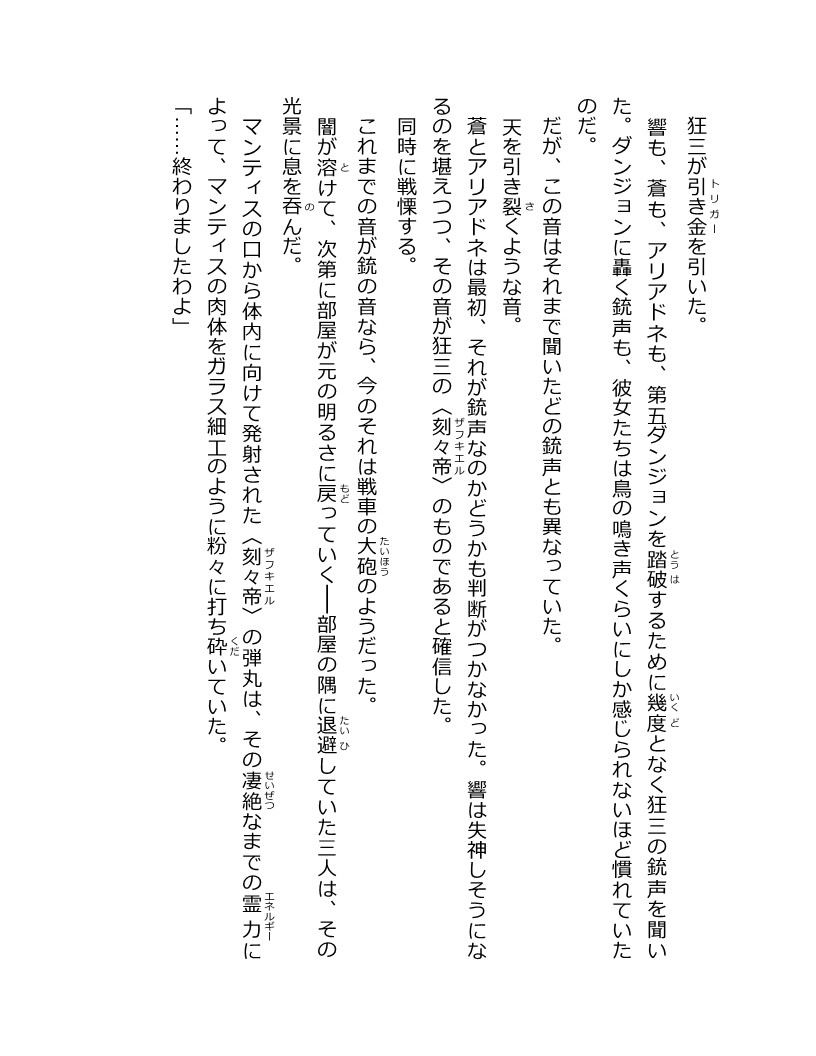 狂三が引き金を引いた。
響も、蒼も、アリアドネも、第五ダンジョンを踏破するために幾度となく狂三の銃声を聞い
た。ダンジョンに轟く銃声も、彼女たちは鳥の鳴き声くらいにしか感じられないほど慣れていた
のだ。
だが、この音はそれまで聞いたどの銃声とも異なっていた。
天を引き裂くような音。
蒼とアリアドネは最初、それが銃声なのかどうかも判断がつかなかった。響は失神しそうにな
るのを堪えつつ、その音が狂三の〈刻々帝〉のものであると確信した。
同時に戦慄する。
これまでの音が銃の音なら、今のそれは戦車の大砲のようだった。
闇が溶けて、次第に部屋が元の明るさに戻っていく──部屋の隅に退避していた三人は、その
光景に息を呑んだ。
マンティスの口から体内に向けて発射された〈刻々帝〉の弾丸は、その凄絶なまでの霊力に
よって、マンティスの肉体をガラス細工のように粉々に打ち砕いていた。
「……終わりましたわよ」